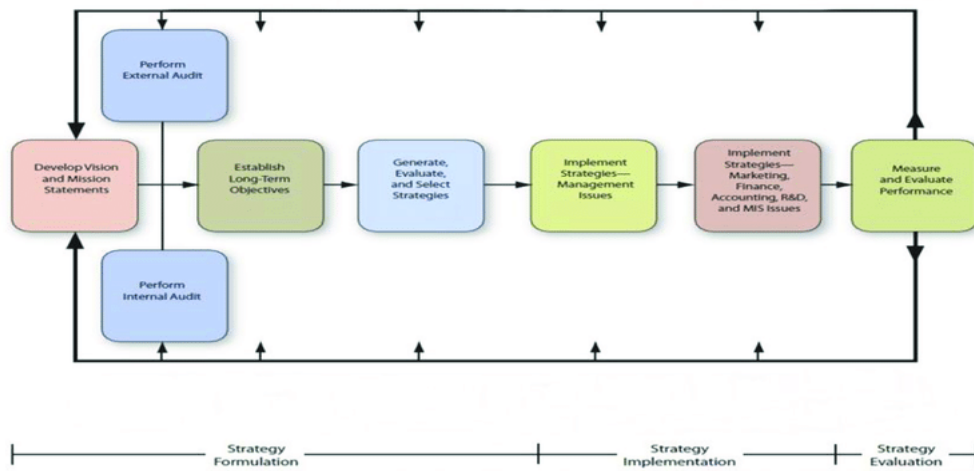 Perform
External Audit
Develop Vision
and Mission
Statements
Establish
Long-Term
Objectives
Generate,
Evaluate,
and Select
Strategies
Implement
Strategies—
Management
Issues
Implement
Strategies—
Marketing,
Finance,
Accounting, R&D,
and MIS Issues
Measure
and Evaluate
Performance
Perform
Internal Audit
Strategy
Formulation
Strategy
Implementation
Strategy
Evaluation